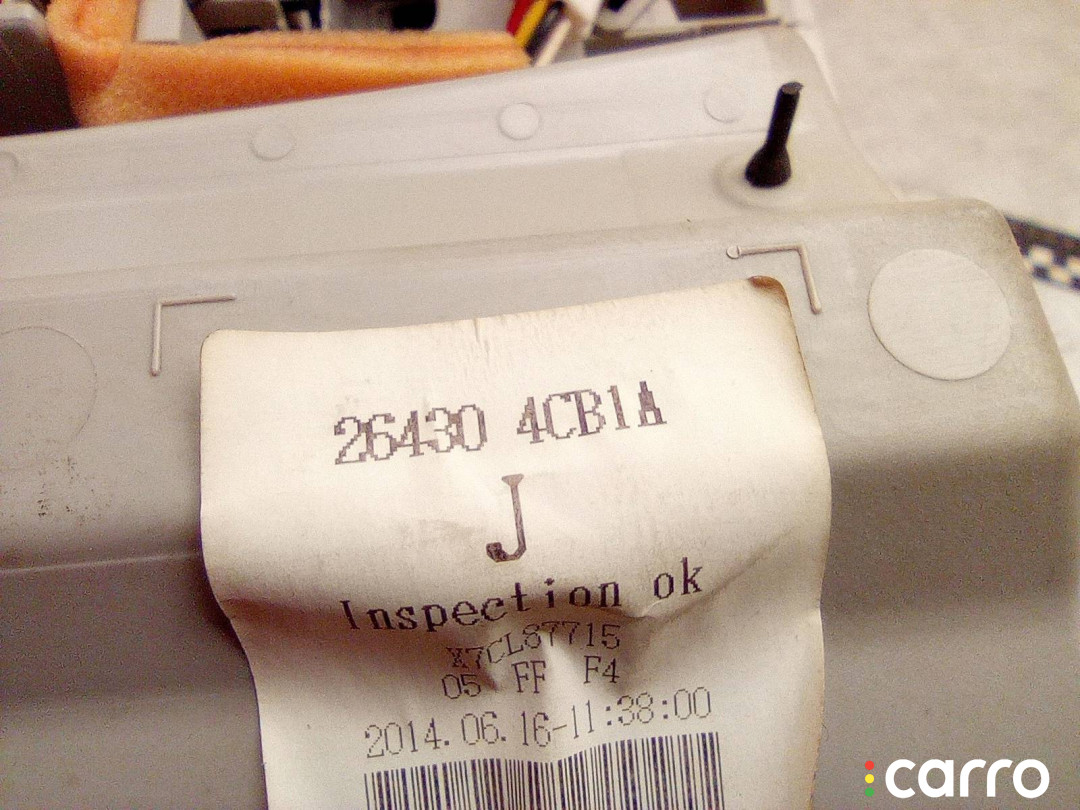 26430 4CB1A
J
Inspection ok
X7CL87715
05 FF F4
2014.06.16-11:38:00
carro